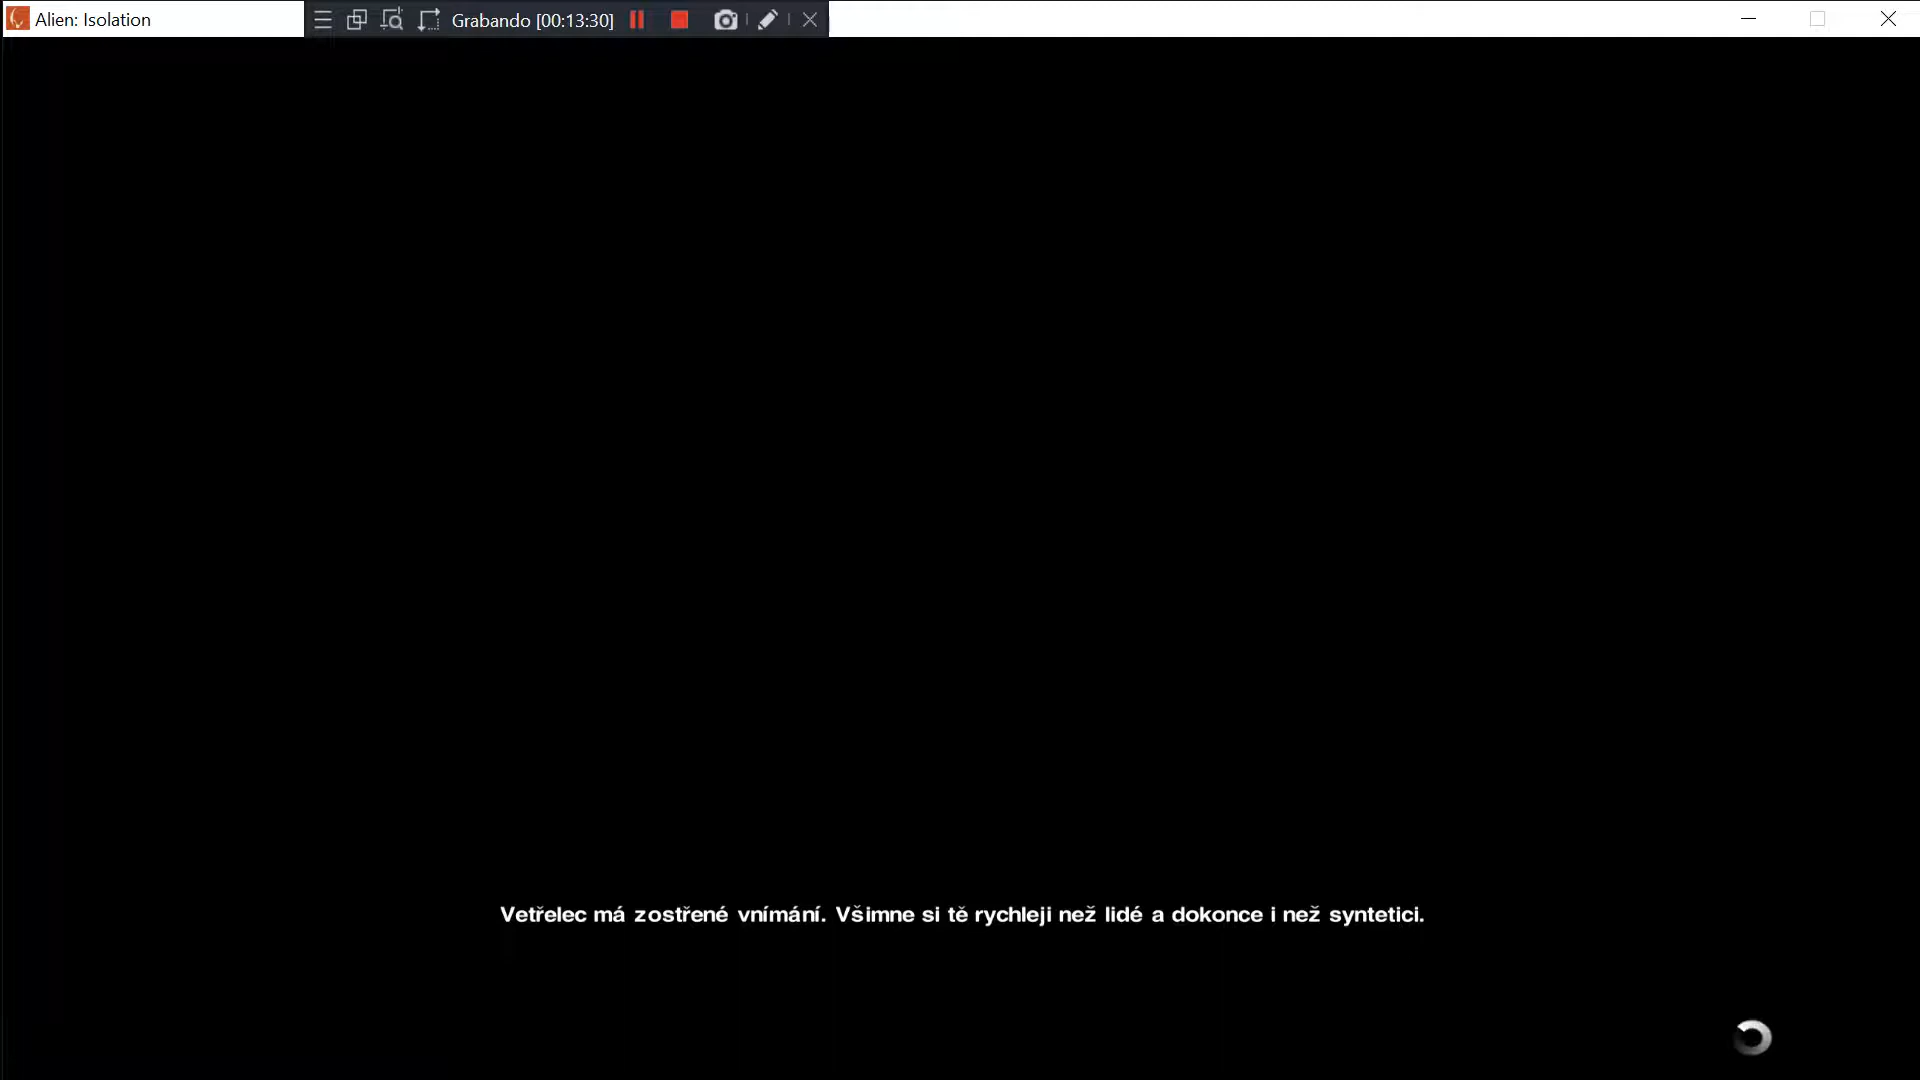 Alien: Isolation
Grabando [00:13:30]
Vetřelec má zostřené vnímání. Všimne si tě rychleji než lidé a dokonce i než syntetici.